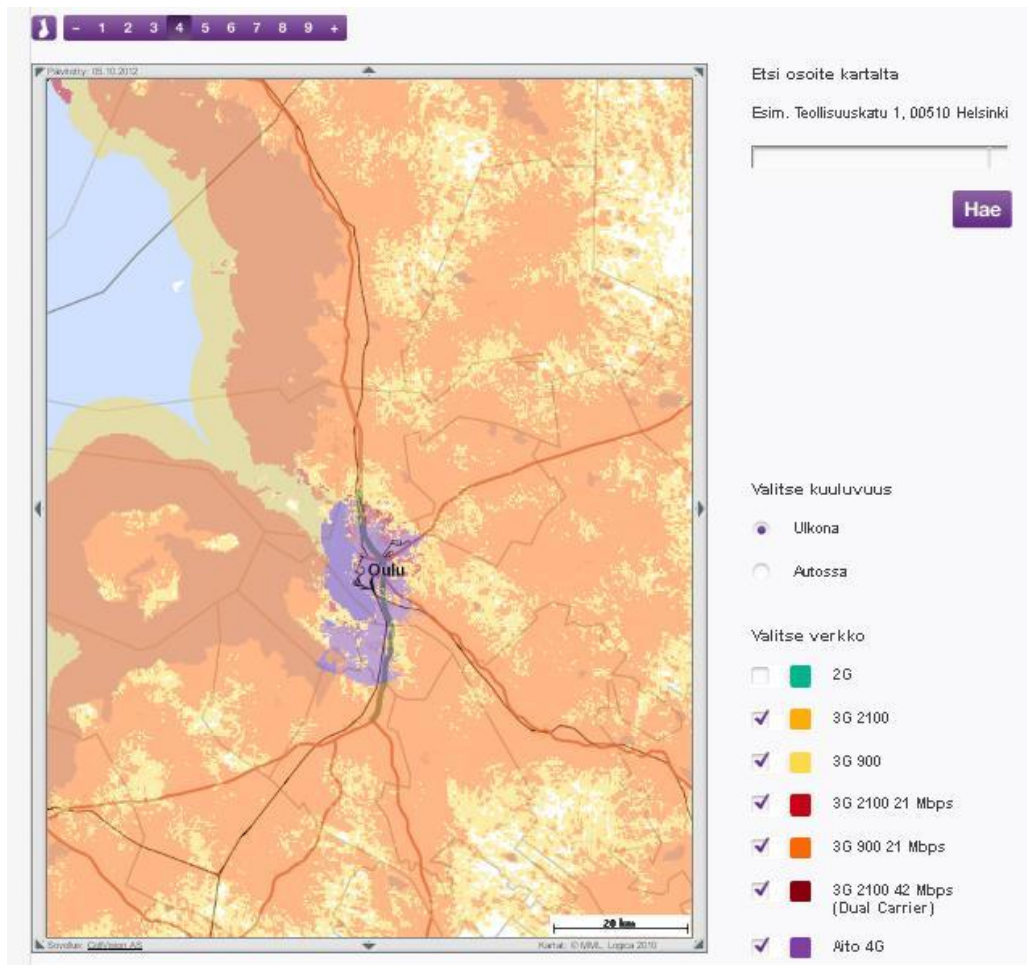 - 1 2 3 4 5 6 7 8 9 +
Päivitetty: 05.10.2012
Etsi osoite kartalta
Esim. Teollisuuskatu 1, 00510 Helsinki
Hae
Oulu
Valitse kuuluvuus
Ulkona
Autossa
Valitse verkko
2G
3G 2100
3G 900
3G 2100 21 Mbps
3G 900 21 Mbps
3G 2100 42 Mbps
(Dual Carrier)
Aito 4G
20 km
Sovellus: CellVision AS
Kartat: © MML, Logica 2010